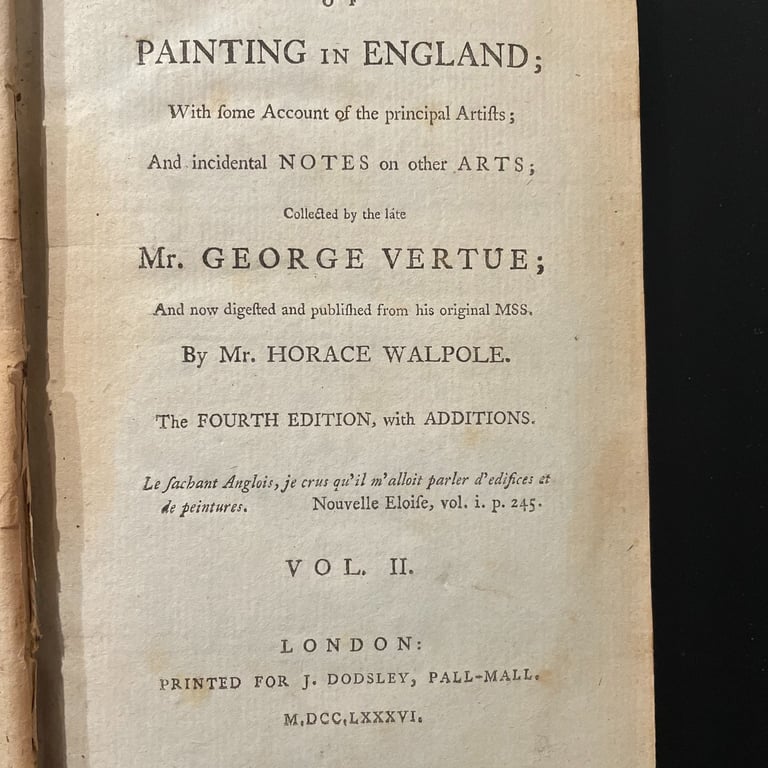 OF
PAINTING IN ENGLAND;
With ſome Account of the principal Artiſts;
And incidental NOTES on other ARTS;
Collected by the late
Mr. GEORGE VERTUE;
And now digeſted and publiſhed from his original MSS.
By Mr. HORACE WALPOLE.
The FOURTH EDITION, with ADDITIONS.
Le ſachant Anglois, je crus qu'il m'alloit parler d'edifices et
de peintures. Nouvelle Eloiſe, vol. i. p. 245.
VOL. II.
LONDON:
PRINTED FOR J. DODSLEY, PALL-MALL.
M,DCC,LXXXVI.